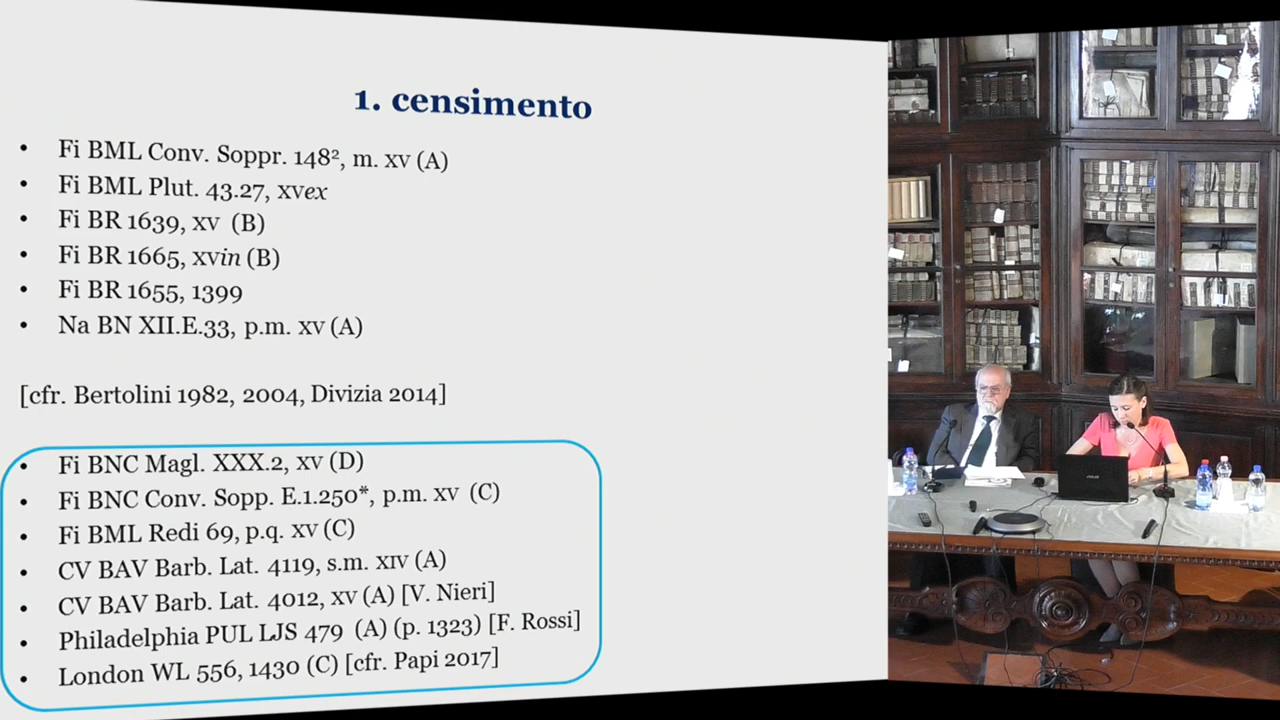 1. censimento
• Fi BML Conv. Soppr. 148², m. XV (A)
• Fi BML Plut. 43.27, XVex
• Fi BR 1639, XV (B)
• Fi BR 1665, XVin (B)
• Fi BR 1655, 1399
• Na BN XII.E.33, p.m. XV (A)
[cfr. Bertolini 1982, 2004, Divizia 2014]
• Fi BNC Magl. XXX.2, XV (D)
• Fi BNC Conv. Sopp. E.1.250*, p.m. XV (C)
• Fi BML Redi 69, p.q. XV (C)
• CV BAV Barb. Lat. 4119, s.m. XIV (A)
• CV BAV Barb. Lat. 4012, XV (A) [V. Nieri]
• Philadelphia PUL LJS 479 (A) (p. 1323) [F. Rossi]
• London WL 556, 1430 (C) [cfr. Papi 2017]